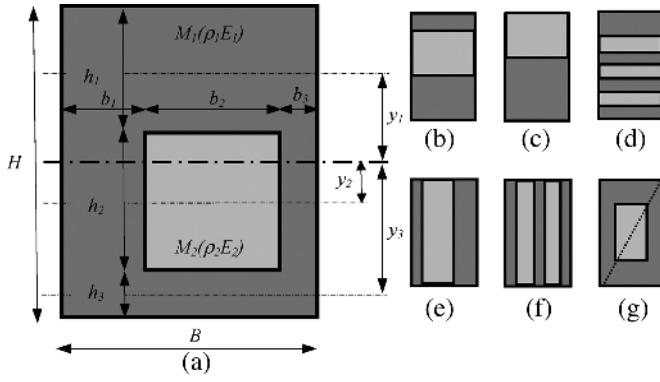 M₁(ρ₁E₁)
h₁
b₁
b₂
b₃
y₁
H
y₂
h₂
y₃
M₂(ρ₂E₂)
h₃
B
(a)
(b)
(c)
(d)
(e)
(f)
(g)